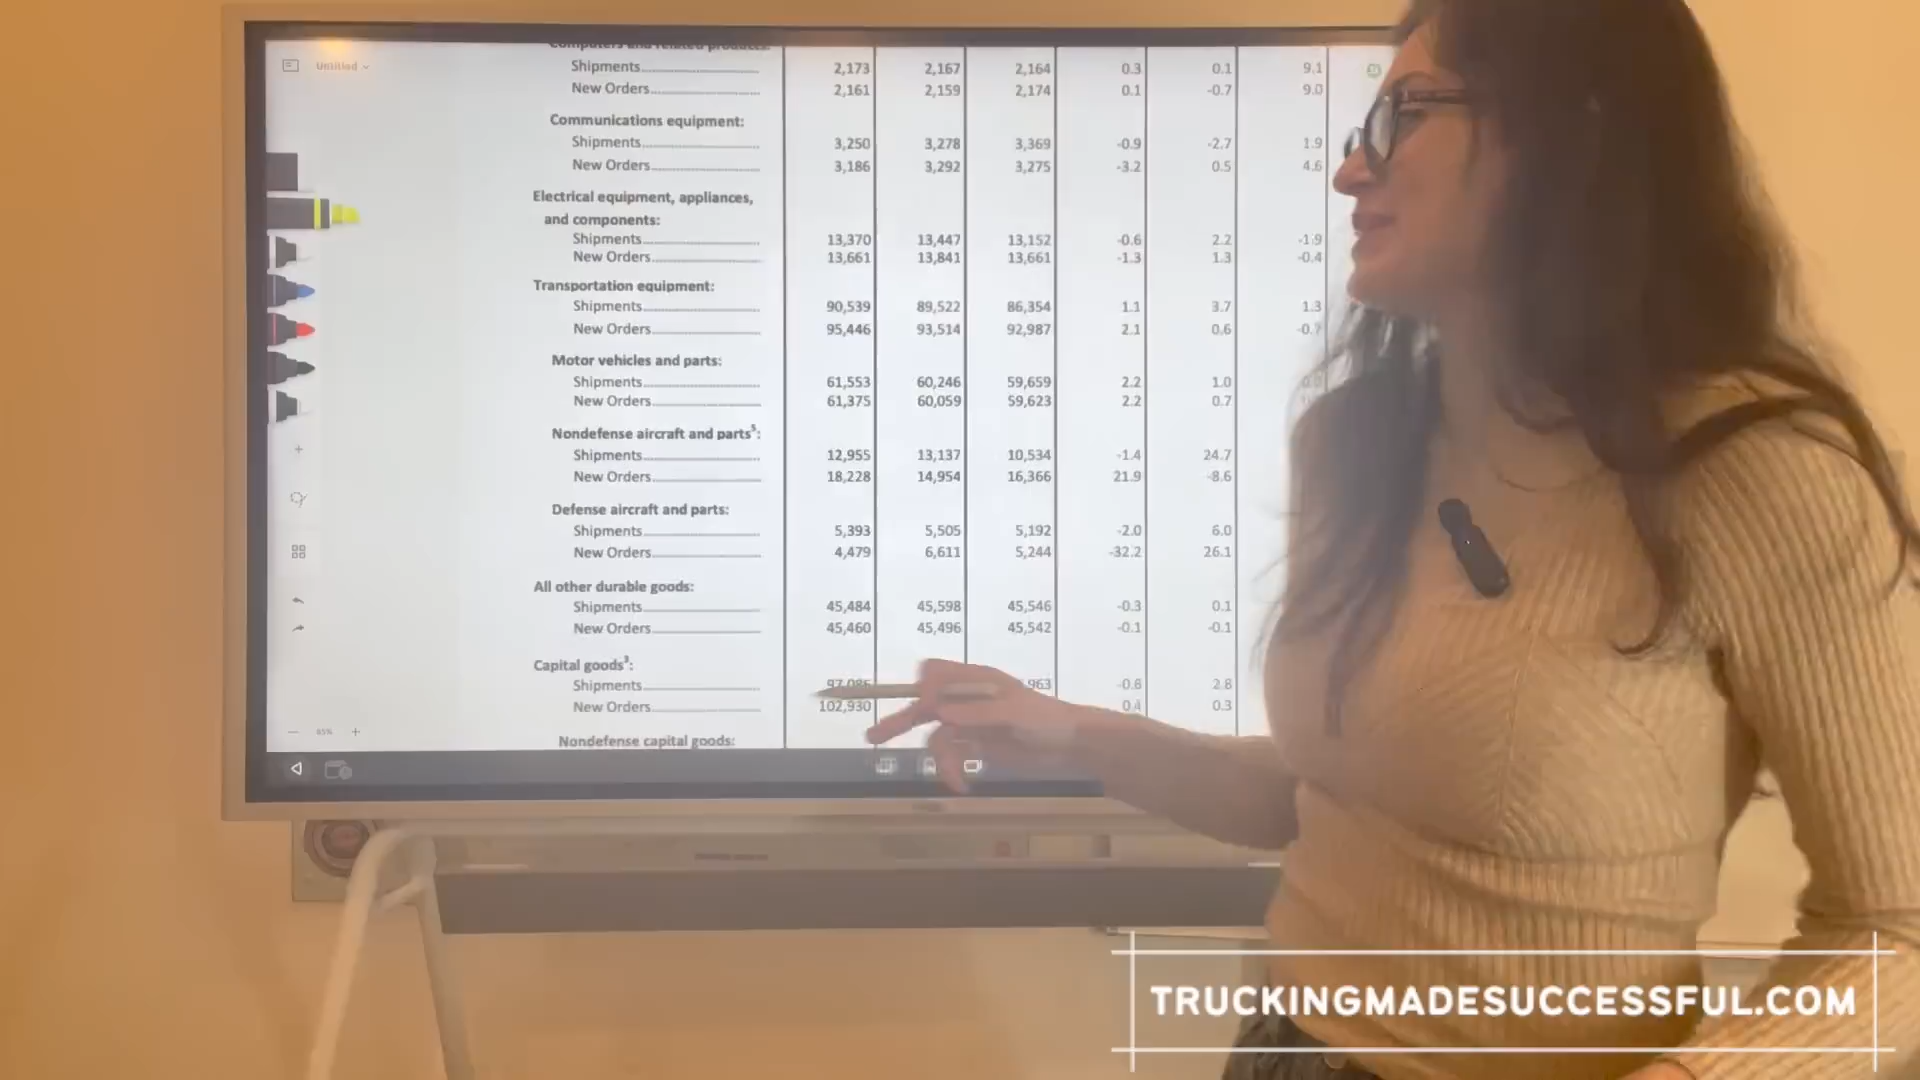 Computers and related products:
Untitled
Shipments 2,173 2,167 2,164 0.3 0.1 9.1
New Orders 2,161 2,159 2,174 0.1 -0.7 9.0
Communications equipment:
Shipments 3,250 3,278 3,369 -0.9 -2.7 1.9
New Orders 3,186 3,292 3,275 -3.2 0.5 4.6
Electrical equipment, appliances,
and components:
Shipments 13,370 13,447 13,152 -0.6 2.2 -1.9
New Orders 13,661 13,841 13,661 -1.3 1.3 -0.4
Transportation equipment:
Shipments 90,539 89,522 86,354 1.1 3.7 1.3
New Orders 95,446 93,514 92,987 2.1 0.6 -0.7
Motor vehicles and parts:
Shipments 61,553 60,246 59,659 2.2 1.0
New Orders 61,375 60,059 59,623 2.2 0.7
Nondefense aircraft and parts⁵:
Shipments 12,955 13,137 10,534 -1.4 24.7
New Orders 18,228 14,954 16,366 21.9 -8.6
Defense aircraft and parts:
Shipments 5,393 5,505 5,192 -2.0 6.0
New Orders 4,479 6,611 5,244 -32.2 26.1
All other durable goods:
Shipments 45,484 45,598 45,546 -0.3 0.1
New Orders 45,460 45,496 45,542 -0.1 -0.1
Capital goods³:
Shipments 2.8
New Orders 102,930 0.4 0.3
Nondefense capital goods:
TRUCKINGMADESUCCESSFUL.COM